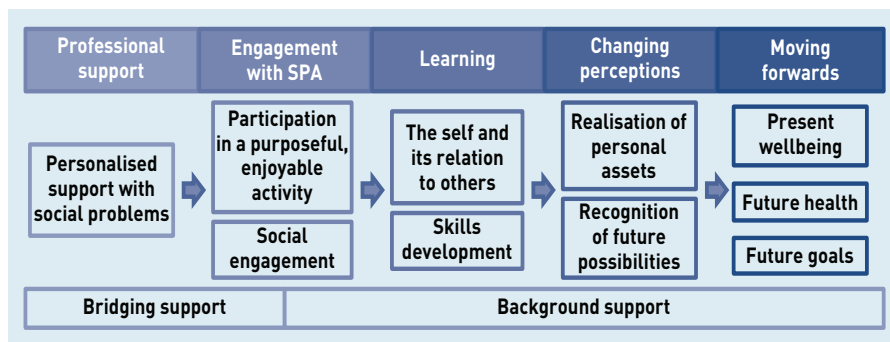 Professional
support
Engagement
with SPA
Learning
Changing
perceptions
Moving
forwards
Personalised
support with
social problems
Participation
in a purposeful,
enjoyable
activity
Social
engagement
The self and
its relation
to others
Skills
development
Realisation of
personal
assets
Recognition
of future
possibilities
Present
wellbeing
Future health
Future goals
Bridging support
Background support